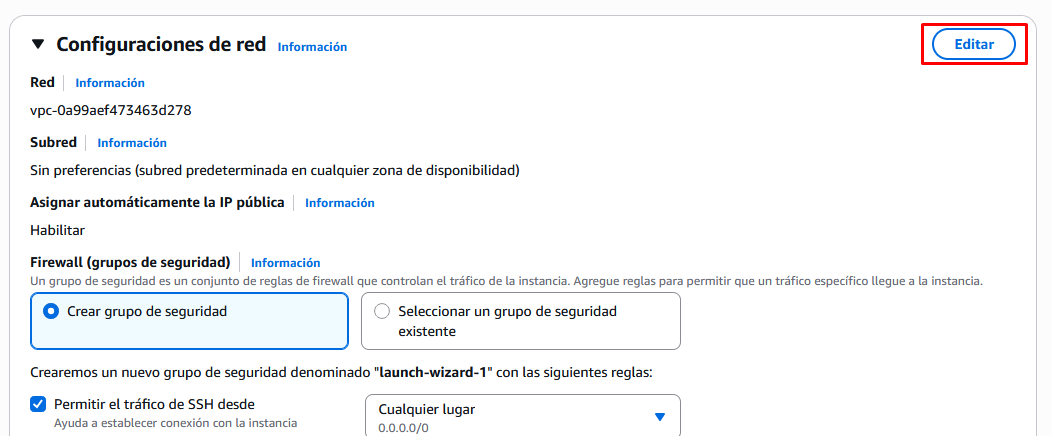 Configuraciones de red Información
Editar
Red Información
vpc-0a99aef473463d278
Subred Información
Sin preferencias (subred predeterminada en cualquier zona de disponibilidad)
Asignar automáticamente la IP pública Información
Habilitar
Firewall (grupos de seguridad) Información
Un grupo de seguridad es un conjunto de reglas de firewall que controlan el tráfico de la instancia. Agregue reglas para permitir que un tráfico específico llegue a la instancia.
Crear grupo de seguridad
Seleccionar un grupo de seguridad
existente
Crearemos un nuevo grupo de seguridad denominado "launch-wizard-1" con las siguientes reglas:
Permitir el tráfico de SSH desde
Ayuda a establecer conexión con la instancia
Cualquier lugar
0.0.0.0/0